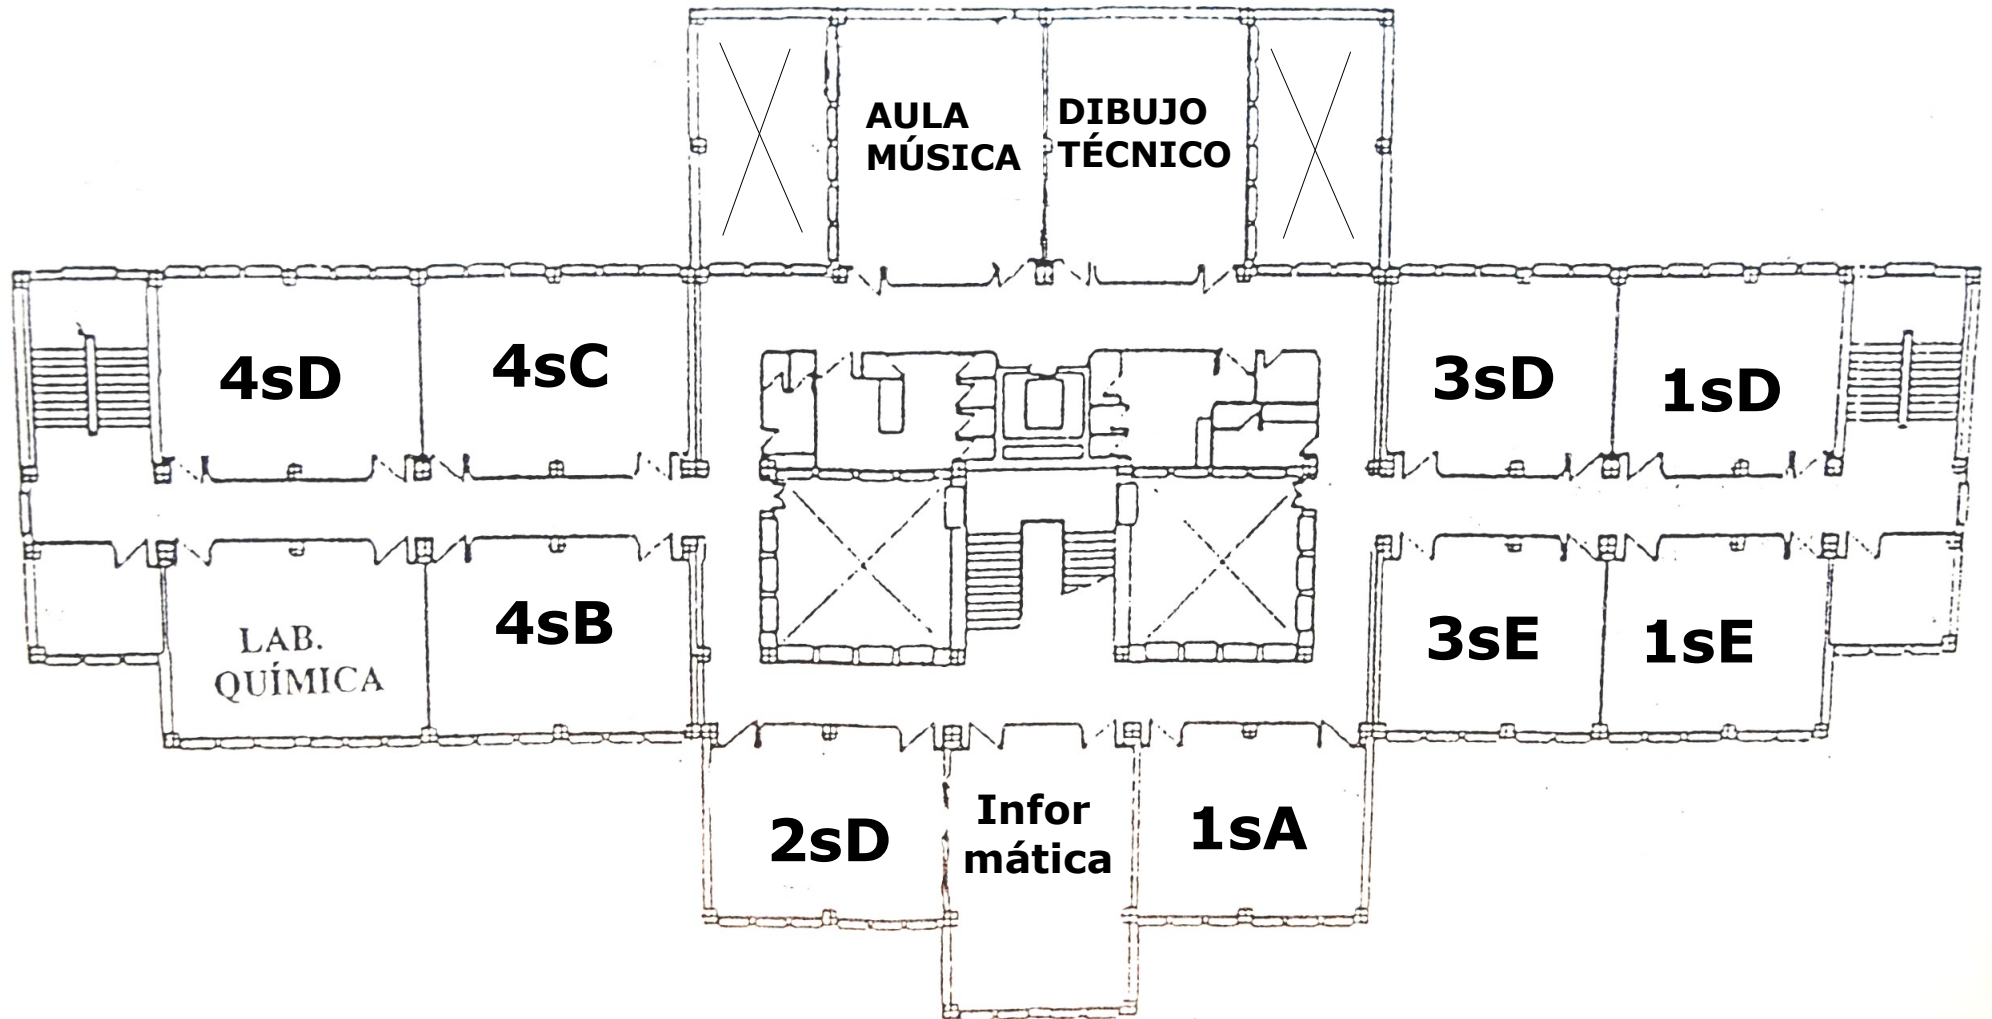 AULA
MÚSICA
DIBUJO
TÉCNICO
4sD
4sC
3sD
1sD
LAB.
QUÍMICA
4sB
3sE
1sE
2sD
Infor
mática
1sA